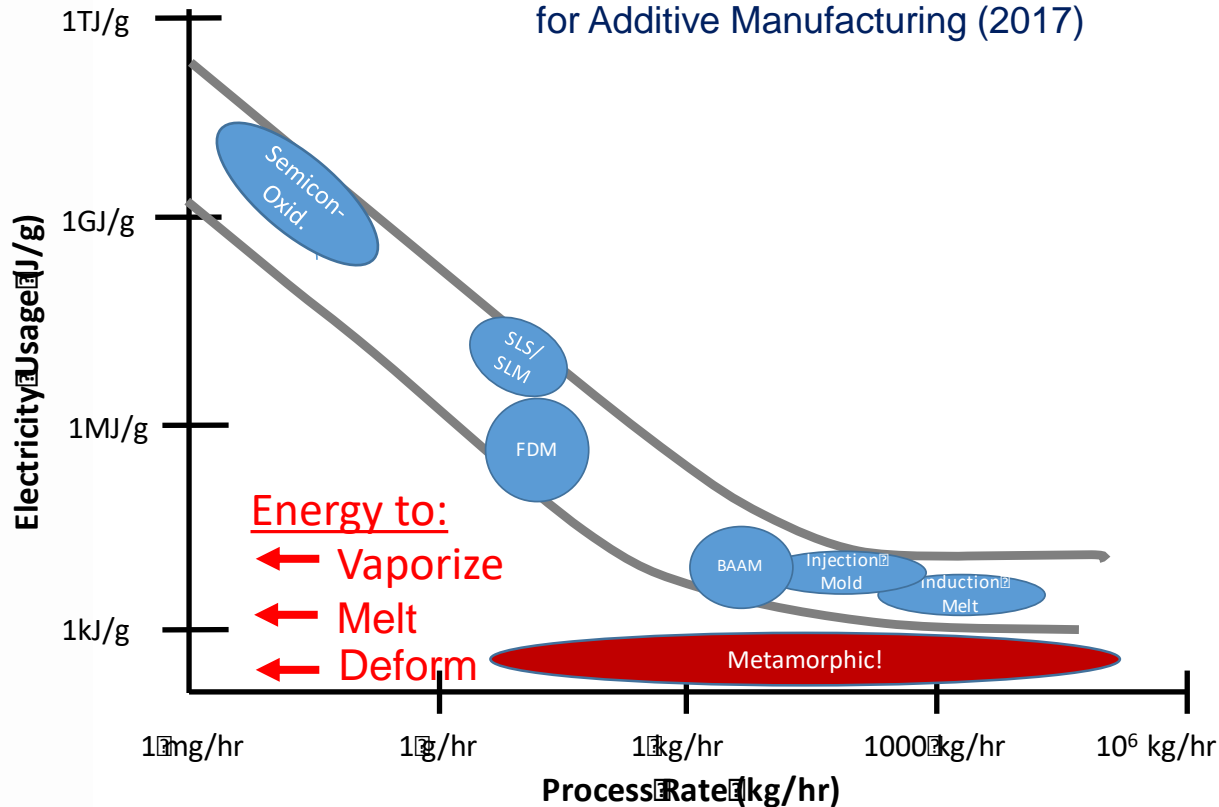 for Additive Manufacturing (2017)
1TJ/g
1GJ/g
1MJ/g
1kJ/g
Electricity Usage (J/g)
Semicon-
Oxid.
SLS/
SLM
FDM
BAAM
Injection
Mold
Induction
Melt
Energy to:
Vaporize
Melt
Deform
Metamorphic!
1 mg/hr
1 g/hr
1 kg/hr
1000 kg/hr
10⁶ kg/hr
Process Rate (kg/hr)